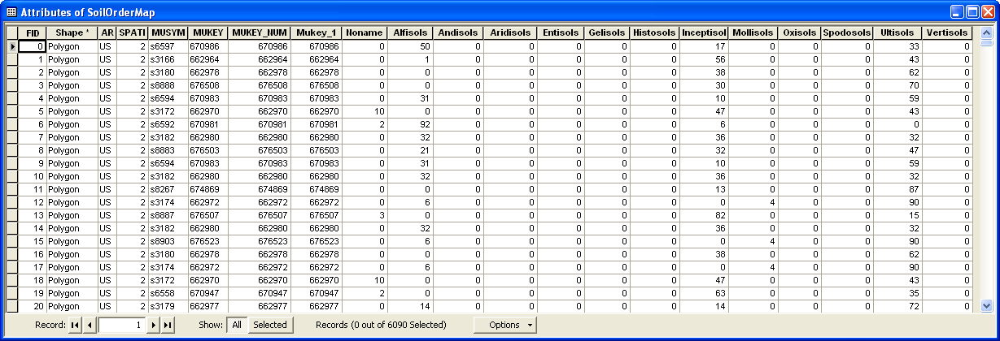 Attributes of SoilOrderMap
FID Shape * AR SPATI MUSYM MUKEY MUKEY_NUM Mukey_1 Noname Alfisols Andisols Aridisols Entisols Gelisols Histosols Inceptisol Mollisols Oxisols Spodosols Ultisols Vertisols
0 Polygon US 2 s6597 670986 670986 670986 0 50 0 0 0 0 0 17 0 0 0 33 0
1 Polygon US 2 s3166 662964 662964 662964 0 1 0 0 0 0 0 56 0 0 0 43 0
2 Polygon US 2 s3180 662978 662978 662978 0 0 0 0 0 0 0 38 0 0 0 62 0
3 Polygon US 2 s8888 676508 676508 676508 0 0 0 0 0 0 0 30 0 0 0 70 0
4 Polygon US 2 s6594 670983 670983 670983 0 31 0 0 0 0 0 10 0 0 0 59 0
5 Polygon US 2 s3172 662970 662970 662970 10 0 0 0 0 0 0 47 0 0 0 43 0
6 Polygon US 2 s6592 670981 670981 670981 2 92 0 0 0 0 0 6 0 0 0 0 0
7 Polygon US 2 s3182 662980 662980 662980 0 32 0 0 0 0 0 36 0 0 0 32 0
8 Polygon US 2 s8883 676503 676503 676503 0 21 0 0 0 0 0 32 0 0 0 47 0
9 Polygon US 2 s6594 670983 670983 670983 0 31 0 0 0 0 0 10 0 0 0 59 0
10 Polygon US 2 s3182 662980 662980 662980 0 32 0 0 0 0 0 36 0 0 0 32 0
11 Polygon US 2 s8267 674869 674869 674869 0 0 0 0 0 0 0 13 0 0 0 87 0
12 Polygon US 2 s3174 662972 662972 662972 0 6 0 0 0 0 0 0 4 0 0 90 0
13 Polygon US 2 s8887 676507 676507 676507 3 0 0 0 0 0 0 82 0 0 0 15 0
14 Polygon US 2 s3182 662980 662980 662980 0 32 0 0 0 0 0 36 0 0 0 32 0
15 Polygon US 2 s8903 676523 676523 676523 0 6 0 0 0 0 0 0 4 0 0 90 0
16 Polygon US 2 s3180 662978 662978 662978 0 0 0 0 0 0 0 38 0 0 0 62 0
17 Polygon US 2 s3174 662972 662972 662972 0 6 0 0 0 0 0 0 4 0 0 90 0
18 Polygon US 2 s3172 662970 662970 662970 10 0 0 0 0 0 0 47 0 0 0 43 0
19 Polygon US 2 s6558 670947 670947 670947 2 0 0 0 0 0 0 63 0 0 0 35 0
20 Polygon US 2 s3179 662977 662977 662977 0 14 0 0 0 0 0 14 0 0 0 72 0
Record: 1 Show: All Selected Records (0 out of 6090 Selected) Options